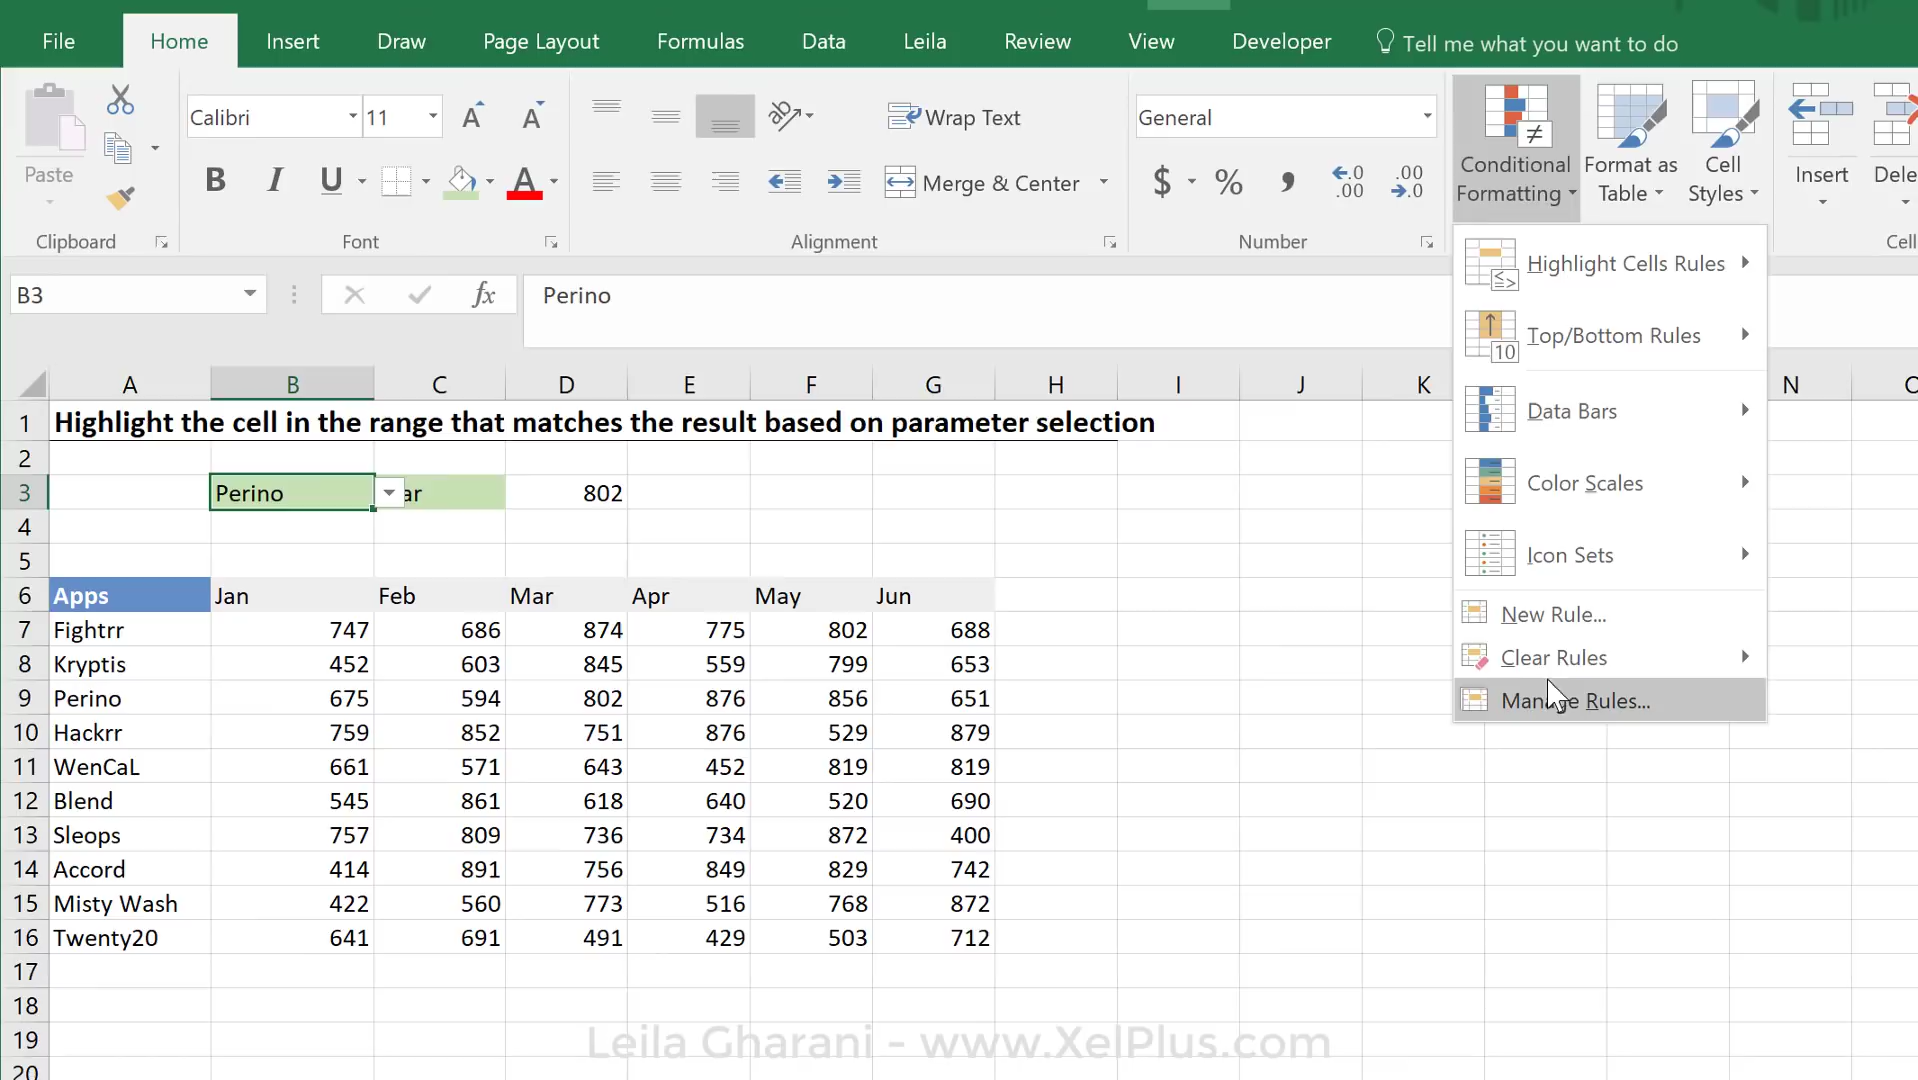 File Home Insert Draw Page Layout Formulas Data Leila Review View Developer Tell me what you want to do
Paste
Calibri 11
Wrap Text
General
Conditional Formatting
Format as Table
Cell Styles
Insert
Dele
B I U A
Merge & Center
$ % , .0 .00 .00 .0
Clipboard Font Alignment Number Cell
B3 fx Perino
Highlight Cells Rules
10 Top/Bottom Rules
Data Bars
Color Scales
Icon Sets
New Rule...
Clear Rules
Manage Rules...
A B C D E F G H I J K N
1 Highlight the cell in the range that matches the result based on parameter selection
2
3 Perino ar 802
4
5
6 Apps Jan Feb Mar Apr May Jun
7 Fightrr 747 686 874 775 802 688
8 Kryptis 452 603 845 559 799 653
9 Perino 675 594 802 876 856 651
10 Hackrr 759 852 751 876 529 879
11 WenCaL 661 571 643 452 819 819
12 Blend 545 861 618 640 520 690
13 Sleops 757 809 736 734 872 400
14 Accord 414 891 756 849 829 742
15 Misty Wash 422 560 773 516 768 872
16 Twenty20 641 691 491 429 503 712
17
18
19
20
Leila Gharani - www.XelPlus.com